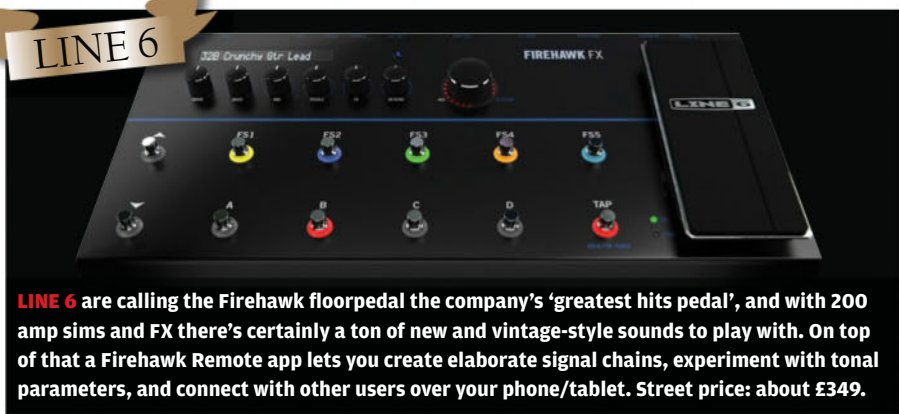 LINE 6
32B Crunchy Gtr Lead
FIREHAWK FX
LINE 6
FS1 FS2 FS3 FS4 FS5
A B C D TAP
LINE 6 are calling the Firehawk floorpedal the company’s ‘greatest hits pedal’, and with 200
amp sims and FX there’s certainly a ton of new and vintage-style sounds to play with. On top
of that a Firehawk Remote app lets you create elaborate signal chains, experiment with tonal
parameters, and connect with other users over your phone/tablet. Street price: about £349.